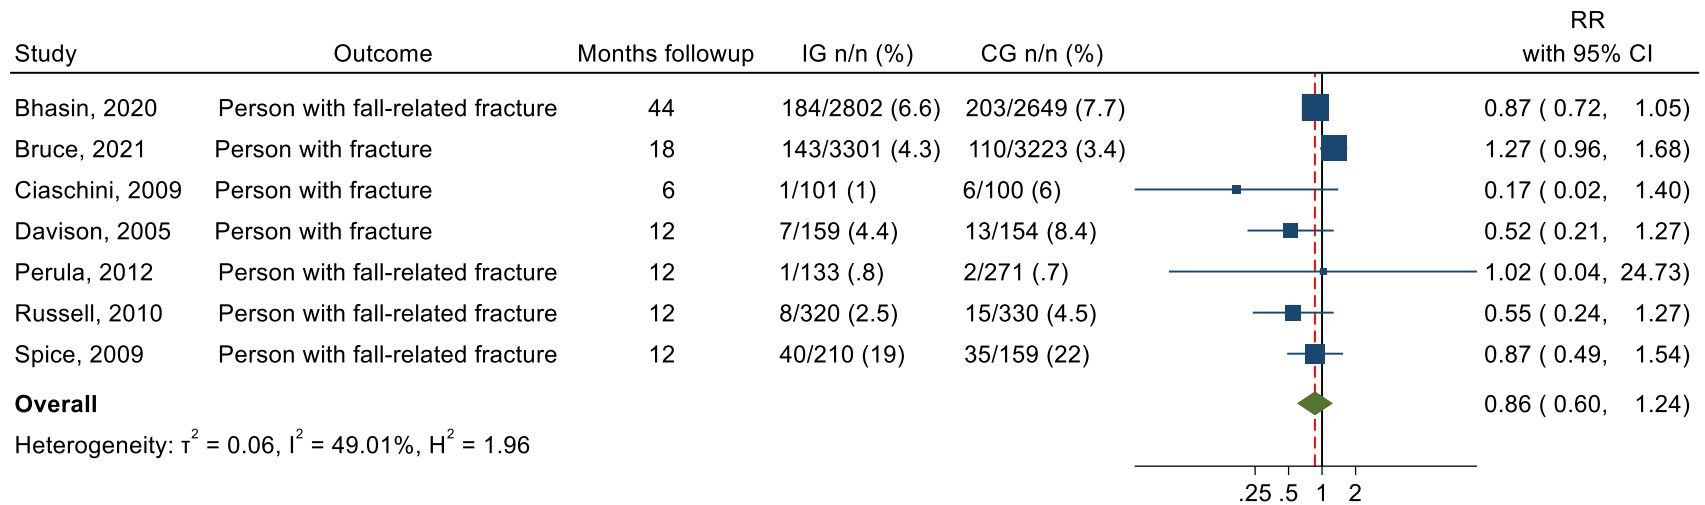 RR
Study Outcome Months followup IG n/n (%) CG n/n (%) with 95% CI
Bhasin, 2020 Person with fall-related fracture 44 184/2802 (6.6) 203/2649 (7.7) 0.87 ( 0.72, 1.05)
Bruce, 2021 Person with fracture 18 143/3301 (4.3) 110/3223 (3.4) 1.27 ( 0.96, 1.68)
Ciaschini, 2009 Person with fracture 6 1/101 (1) 6/100 (6) 0.17 ( 0.02, 1.40)
Davison, 2005 Person with fracture 12 7/159 (4.4) 13/154 (8.4) 0.52 ( 0.21, 1.27)
Perula, 2012 Person with fall-related fracture 12 1/133 (.8) 2/271 (.7) 1.02 ( 0.04, 24.73)
Russell, 2010 Person with fall-related fracture 12 8/320 (2.5) 15/330 (4.5) 0.55 ( 0.24, 1.27)
Spice, 2009 Person with fall-related fracture 12 40/210 (19) 35/159 (22) 0.87 ( 0.49, 1.54)
Overall 0.86 ( 0.60, 1.24)
Heterogeneity: τ² = 0.06, I² = 49.01%, H² = 1.96
.25 .5 1 2